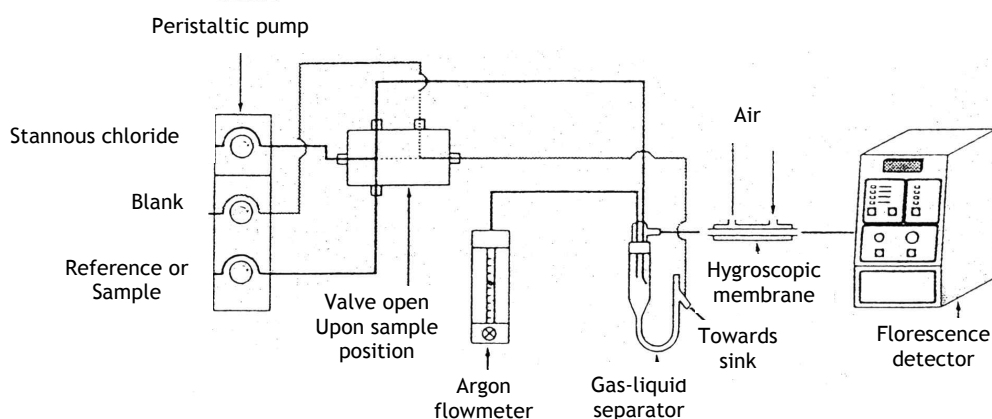 Peristaltic pump
Stannous chloride
Blank
Reference or
Sample
Valve open
Upon sample
position
Argon
flowmeter
Gas-liquid
separator
Air
Hygroscopic
membrane
Towards
sink
Florescence
detector